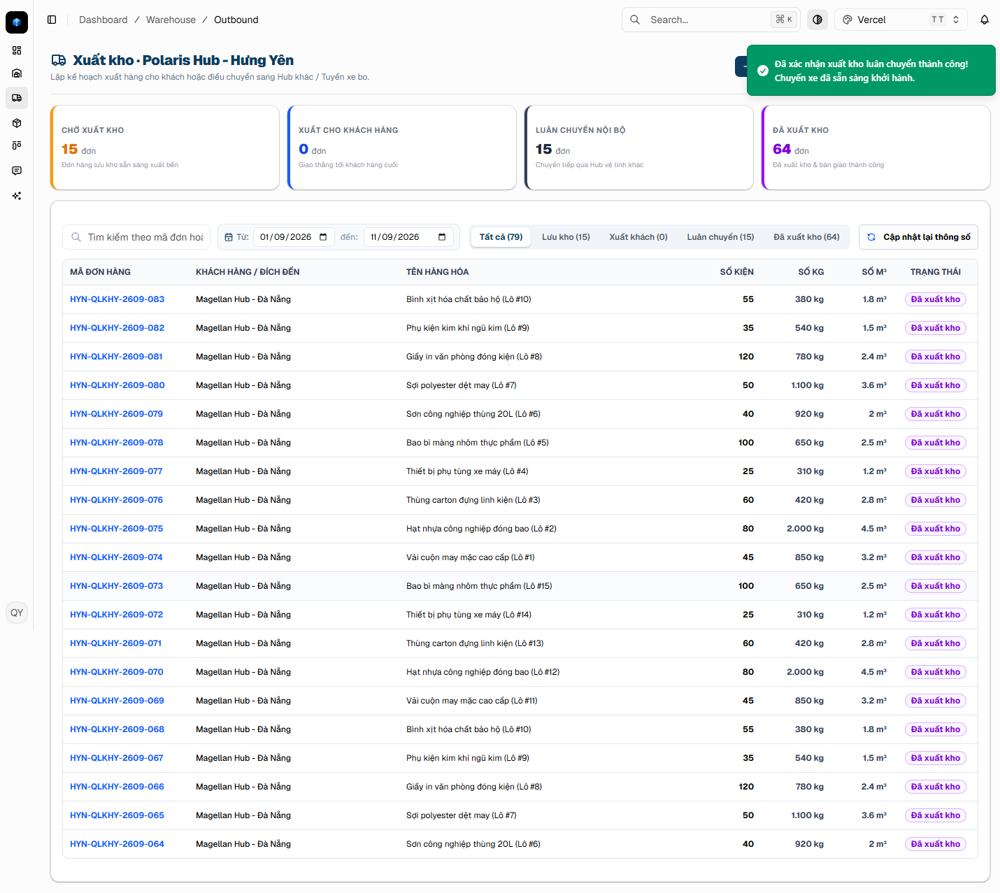 Dashboard / Warehouse / Outbound
Search...
⌘ K
Vercel
TT
Xuất kho · Polaris Hub - Hưng Yên
Lập kế hoạch xuất hàng cho khách hoặc điều chuyển sang Hub khác / Tuyến xe bo.
Đã xác nhận xuất kho luân chuyển thành công!
Chuyến xe đã sẵn sàng khởi hành.
CHỜ XUẤT KHO
15 đơn
Đơn hàng lưu kho sẵn sàng xuất bến
XUẤT CHO KHÁCH HÀNG
0 đơn
Giao thẳng tới khách hàng cuối
LUÂN CHUYỂN NỘI BỘ
15 đơn
Chuyển tiếp qua Hub vệ tinh khác
ĐÃ XUẤT KHO
64 đơn
Đã xuất kho & bàn giao thành công
Tìm kiếm theo mã đơn hoặ
Từ: 01/09/2026 đến: 11/09/2026
Tất cả (79) Lưu kho (15) Xuất khách (0) Luân chuyển (15) Đã xuất kho (64)
Cập nhật lại thông số
MÃ ĐƠN HÀNG KHÁCH HÀNG / ĐÍCH ĐẾN TÊN HÀNG HÓA SỐ KIỆN SỐ KG SỐ M³ TRẠNG THÁI
HYN-QLKHY-2609-083 Magellan Hub - Đà Nẵng Bình xịt hóa chất bảo hộ (Lô #10) 55 380 kg 1.8 m³ Đã xuất kho
HYN-QLKHY-2609-082 Magellan Hub - Đà Nẵng Phụ kiện kim khí ngũ kim (Lô #9) 35 540 kg 1.5 m³ Đã xuất kho
HYN-QLKHY-2609-081 Magellan Hub - Đà Nẵng Giấy in văn phòng đóng kiện (Lô #8) 120 780 kg 2.4 m³ Đã xuất kho
HYN-QLKHY-2609-080 Magellan Hub - Đà Nẵng Sợi polyester dệt may (Lô #7) 50 1.100 kg 3.6 m³ Đã xuất kho
HYN-QLKHY-2609-079 Magellan Hub - Đà Nẵng Sơn công nghiệp thùng 20L (Lô #6) 40 920 kg 2 m³ Đã xuất kho
HYN-QLKHY-2609-078 Magellan Hub - Đà Nẵng Bao bì màng nhôm thực phẩm (Lô #5) 100 650 kg 2.5 m³ Đã xuất kho
HYN-QLKHY-2609-077 Magellan Hub - Đà Nẵng Thiết bị phụ tùng xe máy (Lô #4) 25 310 kg 1.2 m³ Đã xuất kho
HYN-QLKHY-2609-076 Magellan Hub - Đà Nẵng Thùng carton đựng linh kiện (Lô #3) 60 420 kg 2.8 m³ Đã xuất kho
HYN-QLKHY-2609-075 Magellan Hub - Đà Nẵng Hạt nhựa công nghiệp đóng bao (Lô #2) 80 2.000 kg 4.5 m³ Đã xuất kho
HYN-QLKHY-2609-074 Magellan Hub - Đà Nẵng Vải cuộn may mặc cao cấp (Lô #1) 45 850 kg 3.2 m³ Đã xuất kho
HYN-QLKHY-2609-073 Magellan Hub - Đà Nẵng Bao bì màng nhôm thực phẩm (Lô #15) 100 650 kg 2.5 m³ Đã xuất kho
HYN-QLKHY-2609-072 Magellan Hub - Đà Nẵng Thiết bị phụ tùng xe máy (Lô #14) 25 310 kg 1.2 m³ Đã xuất kho
HYN-QLKHY-2609-071 Magellan Hub - Đà Nẵng Thùng carton đựng linh kiện (Lô #13) 60 420 kg 2.8 m³ Đã xuất kho
HYN-QLKHY-2609-070 Magellan Hub - Đà Nẵng Hạt nhựa công nghiệp đóng bao (Lô #12) 80 2.000 kg 4.5 m³ Đã xuất kho
HYN-QLKHY-2609-069 Magellan Hub - Đà Nẵng Vải cuộn may mặc cao cấp (Lô #11) 45 850 kg 3.2 m³ Đã xuất kho
HYN-QLKHY-2609-068 Magellan Hub - Đà Nẵng Bình xịt hóa chất bảo hộ (Lô #10) 55 380 kg 1.8 m³ Đã xuất kho
HYN-QLKHY-2609-067 Magellan Hub - Đà Nẵng Phụ kiện kim khí ngũ kim (Lô #9) 35 540 kg 1.5 m³ Đã xuất kho
HYN-QLKHY-2609-066 Magellan Hub - Đà Nẵng Giấy in văn phòng đóng kiện (Lô #8) 120 780 kg 2.4 m³ Đã xuất kho
HYN-QLKHY-2609-065 Magellan Hub - Đà Nẵng Sợi polyester dệt may (Lô #7) 50 1.100 kg 3.6 m³ Đã xuất kho
HYN-QLKHY-2609-064 Magellan Hub - Đà Nẵng Sơn công nghiệp thùng 20L (Lô #6) 40 920 kg 2 m³ Đã xuất kho
QY